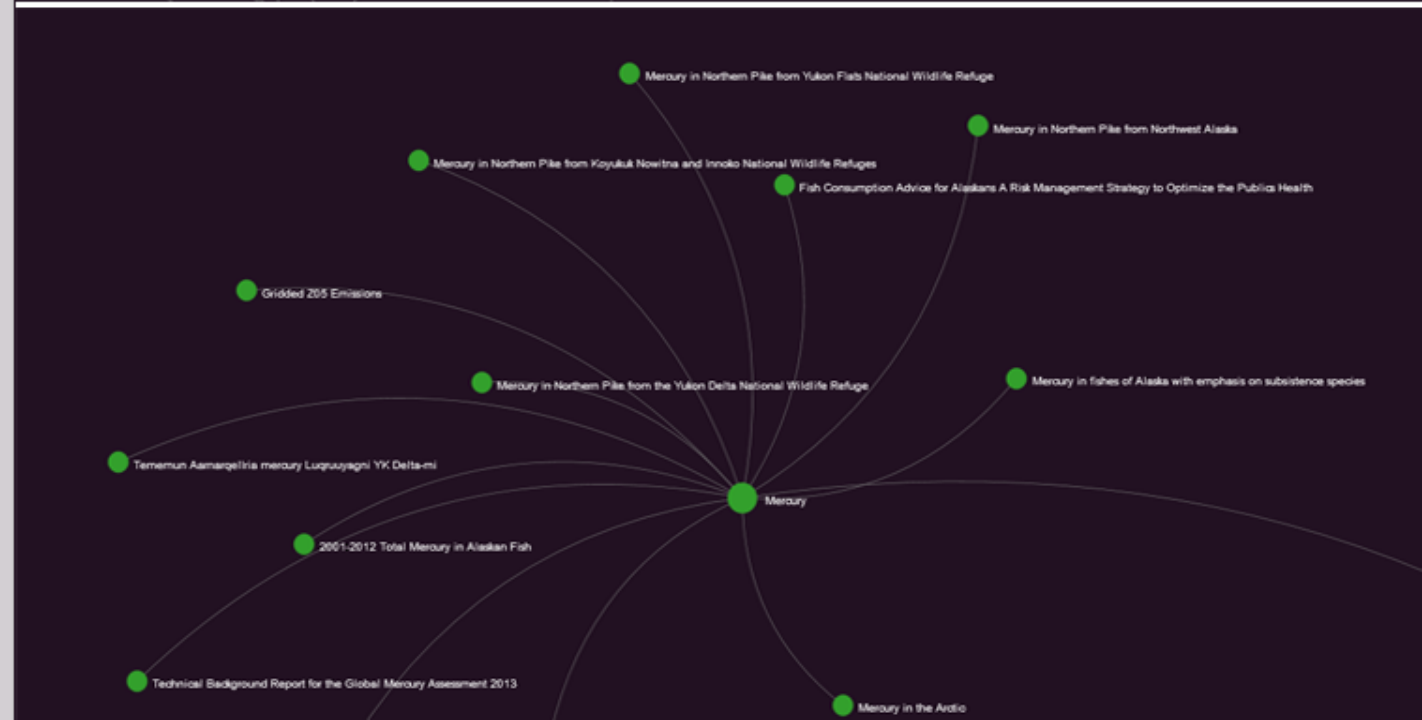 Mercury in Northern Pike from Yukon Flats National Wildlife Refuge
Mercury in Northern Pike from Northwest Alaska
Mercury in Northern Pike from Koyukuk Nowitna and Innoko National Wildlife Refuges
Fish Consumption Advice for Alaskans A Risk Management Strategy to Optimize the Publics Health
Gridded Z05 Emissions
Mercury in Northern Pike from the Yukon Delta National Wildlife Refuge
Mercury in fishes of Alaska with emphasis on subsistence species
Ternemun Aamarqellria mercury Luqruuyagni YK Delta-mi
Mercury
2001-2012 Total Mercury in Alaskan Fish
Technical Background Report for the Global Mercury Assessment 2013
Mercury in the Arctic